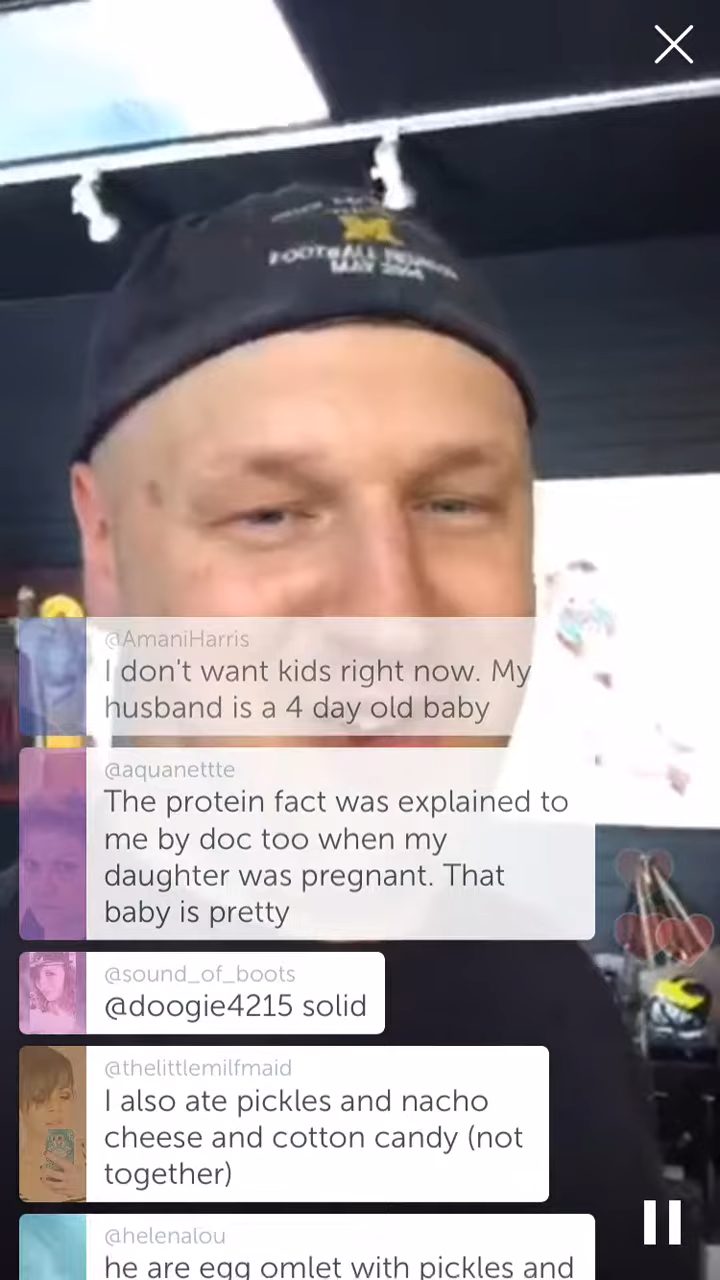 M
FOOTBALL REUNION
MAY 2004
@AmaniHarris
I don't want kids right now. My
husband is a 4 day old baby
@aquanettte
The protein fact was explained to
me by doc too when my
daughter was pregnant. That
baby is pretty
@sound_of_boots
@doogie4215 solid
@thelittlemilfmaid
I also ate pickles and nacho
cheese and cotton candy (not
together)
@helenalou
he are egg omlet with pickles and